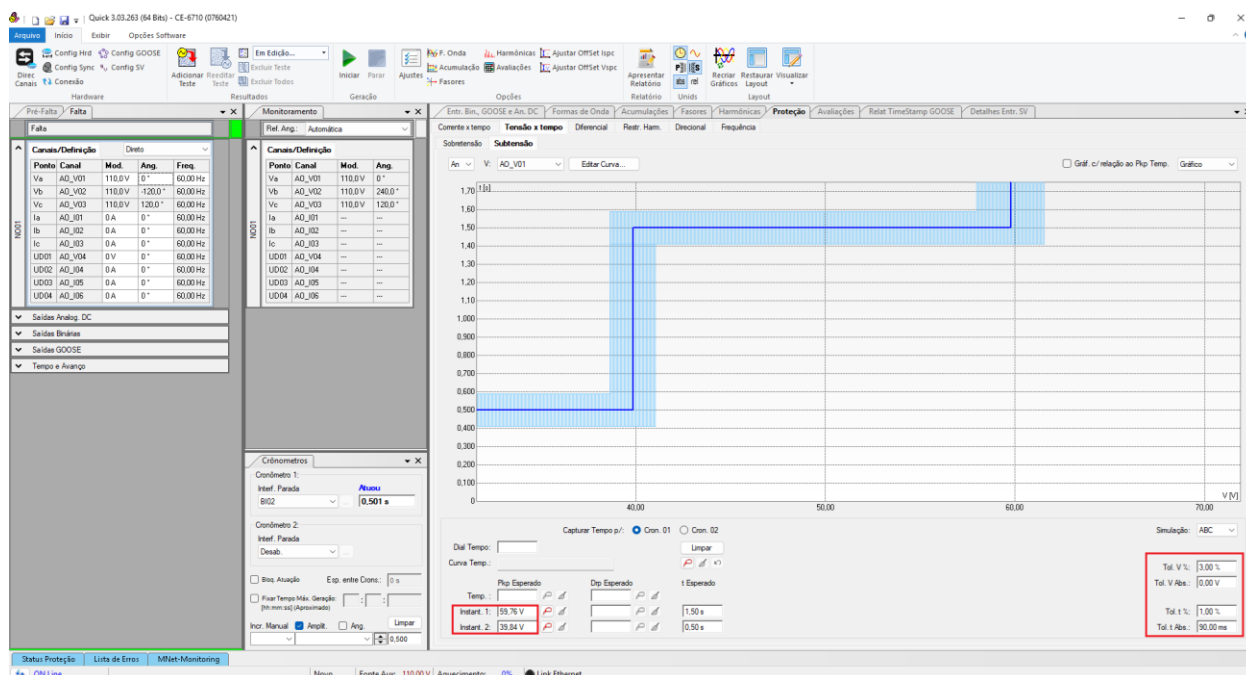 Quick 3.03.263 (64 Bits) - CE-6710 (0760421)
Arquivo Início Exibir Opções Software
Direc Canais
Config Hrd Config GOOSE
Config Sync Config SV
Conexão
Hardware
Adicionar Teste
Reeditar Teste
Em Edição...
Excluir Teste
Excluir Todos
Resultados
Iniciar Parar
Geração
Ajustes
F. Onda Harmônicas Ajustar OffSet Ispc
Acumulação Avaliações Ajustar OffSet Vspc
Fasores
Opções
Apresentar Relatório
Relatório
abs rel
Unids
Recriar Gráficos
Restaurar Layout
Visualizar
Layout
Pré-Falta Falta
Falta
Canais/Definição Direto
Ponto Canal Mod. Ang. Freq.
Va AO_V01 110,0 V 0 ° 60,00 Hz
Vb AO_V02 110,0 V -120,0 ° 60,00 Hz
Vc AO_V03 110,0 V 120,0 ° 60,00 Hz
Ia AO_I01 0 A 0 ° 60,00 Hz
Ib AO_I02 0 A 0 ° 60,00 Hz
Ic AO_I03 0 A 0 ° 60,00 Hz
UD01 AO_V04 0 V 0 ° 60,00 Hz
UD02 AO_I04 0 A 0 ° 60,00 Hz
UD03 AO_I05 0 A 0 ° 60,00 Hz
UD04 AO_I06 0 A 0 ° 60,00 Hz
NO01
Saídas Analog. DC
Saídas Binárias
Saídas GOOSE
Tempo e Avanço
Monitoramento
Ref. Ang.: Automática
Canais/Definição
Ponto Canal Mod. Ang.
Va AO_V01 110,0 V 0 °
Vb AO_V02 110,0 V 240,0 °
Vc AO_V03 110,0 V 120,0 °
Ia AO_I01 --- ---
Ib AO_I02 --- ---
Ic AO_I03 --- ---
UD01 AO_V04 --- ---
UD02 AO_I04 --- ---
UD03 AO_I05 --- ---
UD04 AO_I06 --- ---
NO01
Cronômetros
Cronômetro 1:
Interf. Parada Atuou
BI02 ... 0,501 s
Cronômetro 2:
Interf. Parada
Desab. ...
Bloq. Atuação Esp. entre Crons.: 0 s
Fixar Tempo Máx. Geração: : :
[hh:mm:ss] (Aproximado)
Incr. Manual Amplit. Ang. Limpar
0,500
Entr. Bin., GOOSE e An. DC Formas de Onda Acumulações Fasores Harmônicas Proteção Avaliações Relat TimeStamp GOOSE Detalhes Entr. SV
Corrente x tempo Tensão x tempo Diferencial Restr. Ham. Direcional Frequência
Sobretensão Subtensão
An V: AO_V01 Editar Curva... Gráf. c/ relação ao Pkp Temp. Gráfico
t [s]
1,70
1,60
1,50
1,40
1,30
1,20
1,10
1,000
0,900
0,800
0,700
0,600
0,500
0,400
0,300
0,200
0,100
0
V [V]
40,00 50,00 60,00 70,00
Capturar Tempo p/: Cron. 01 Cron. 02 Simulação: ABC
Dial Tempo: Limpar
Curva Temp.:
Pkp Esperado Drp Esperado t Esperado
Temp.:
Instant. 1: 59,76 V 1,50 s
Instant. 2: 39,84 V 0,50 s
Tol. V %: 3,00 %
Tol. V Abs.: 0,00 V
Tol. t %: 1,00 %
Tol. t Abs.: 90,00 ms
Status Proteção Lista de Erros MNet-Monitoring
ON Line Novo Fonte Aux: 110,00 V Aquecimento: 0% Link Ethernet